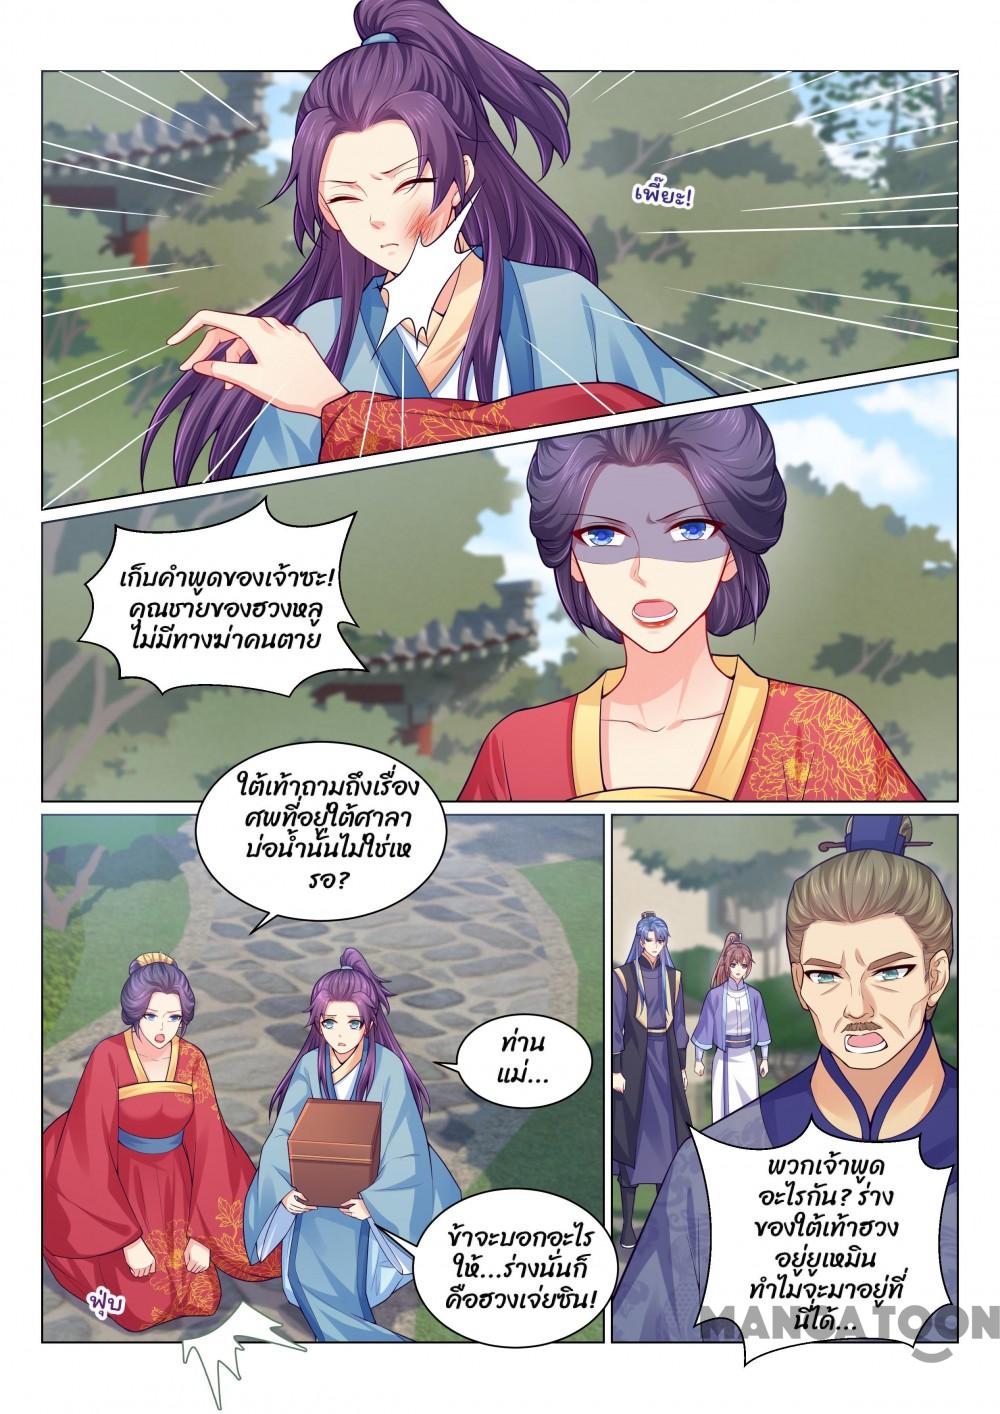 เพี๊ยะ!
เก็บคำพูดของเจ้าซะ!
คุณชายของฮวงหลู
ไม่มีทางฆ่าคนตาย
ใต้เท้าถามถึงเรื่อง
ศพที่อยู่ใต้ศาลา
บ่อน้ำนั่นไม่ใช่เห
รอ?
ท่าน
แม่...
ข้าจะบอกอะไร
ให้...ร่างนั่นก็
คือฮวงเจ่ยซิน!
ฟุ่บ
พวกเจ้าพูด
อะไรกัน? ร่าง
ของใต้เท้าฮวง
อยู่ยูเหมิน
ทำไมจะมาอยู่ที่
นี่ได้...
MANGATOON